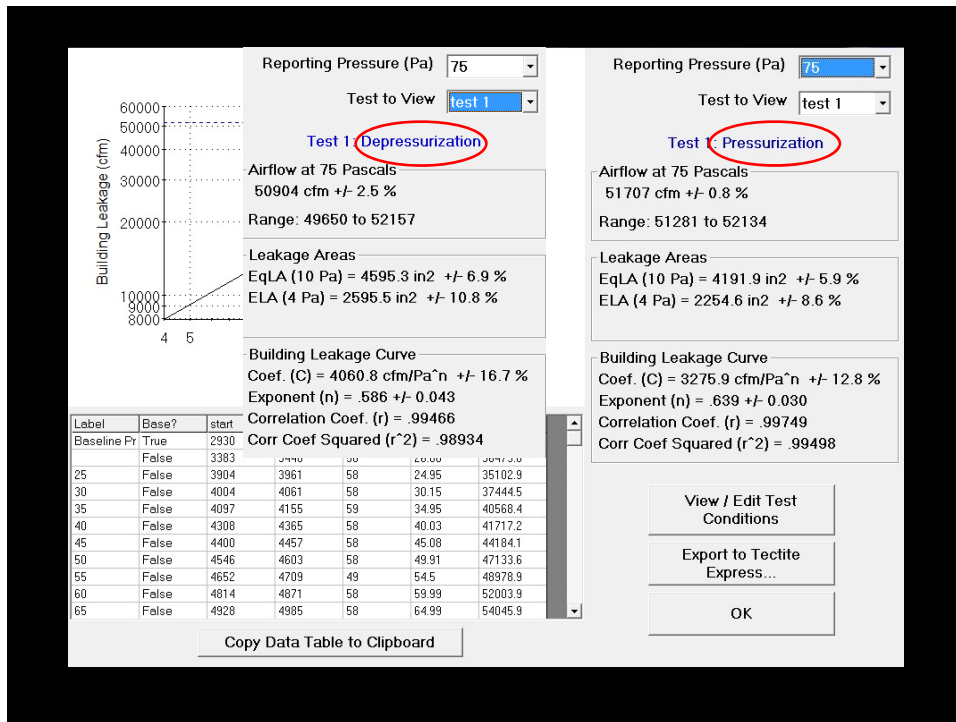 Reporting Pressure (Pa) 75
Test to View test 1
Test 1: Depressurization
Airflow at 75 Pascals
50904 cfm +/- 2.5 %
Range: 49650 to 52157
Leakage Areas
EqLA (10 Pa) = 4595.3 in2 +/- 6.9 %
ELA (4 Pa) = 2595.5 in2 +/- 10.8 %
Building Leakage Curve
Coef. (C) = 4060.8 cfm/Pa^n +/- 16.7 %
Exponent (n) = .586 +/- 0.043
Correlation Coef. (r) = .99466
Corr Coef Squared (r^2) = .98934
Reporting Pressure (Pa) 75
Test to View test 1
Test 1: Pressurization
Airflow at 75 Pascals
51707 cfm +/- 0.8 %
Range: 51281 to 52134
Leakage Areas
EqLA (10 Pa) = 4191.9 in2 +/- 5.9 %
ELA (4 Pa) = 2254.6 in2 +/- 8.6 %
Building Leakage Curve
Coef. (C) = 3275.9 cfm/Pa^n +/- 12.8 %
Exponent (n) = .639 +/- 0.030
Correlation Coef. (r) = .99749
Corr Coef Squared (r^2) = .99498
Building Leakage (cfm)
60000
50000
40000
30000
20000
10000
9000
8000
4 5
Label Base? start
Baseline Pr True 2930
False 3383
25 False 3904 3961 58 24.95 35102.9
30 False 4004 4061 58 30.15 37444.5
35 False 4097 4155 59 34.95 40568.4
40 False 4308 4365 58 40.03 41717.2
45 False 4400 4457 58 45.08 44184.1
50 False 4546 4603 58 49.91 47133.6
55 False 4652 4709 49 54.5 48978.9
60 False 4814 4871 58 59.99 52003.9
65 False 4928 4985 58 64.99 54045.9
Copy Data Table to Clipboard
View / Edit Test
Conditions
Export to Tectite
Express...
OK